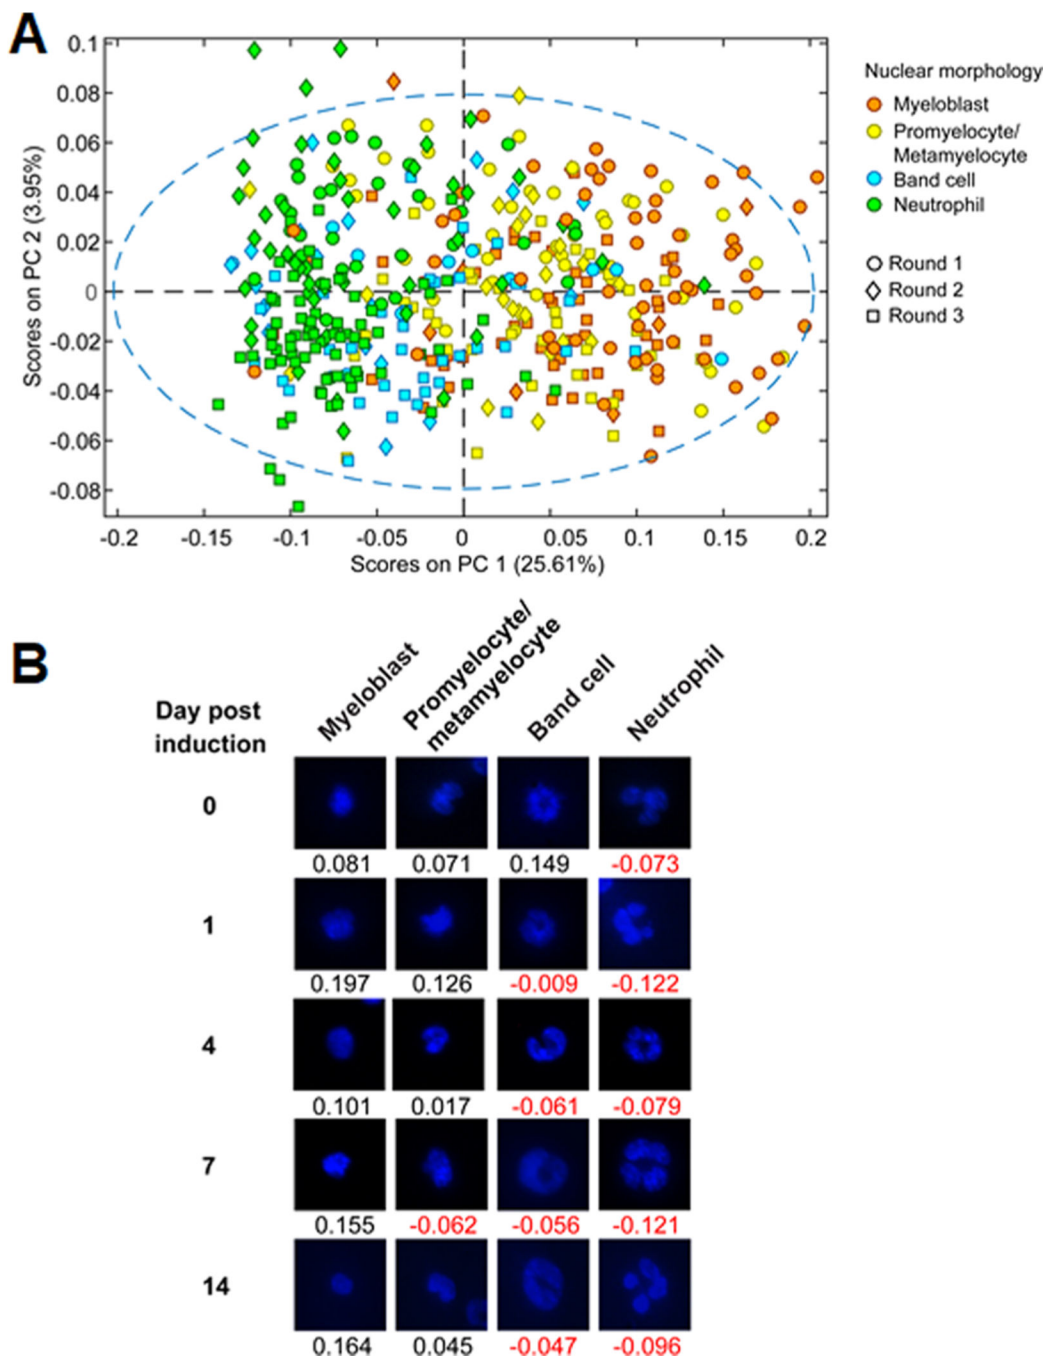 A
Scores on PC 2 (3.95%)
0.1
0.08
0.06
0.04
0.02
0
-0.02
-0.04
-0.06
-0.08
-0.2
-0.15
-0.1
-0.05
0
0.05
0.1
0.15
0.2
Scores on PC 1 (25.61%)
Nuclear morphology
Myeloblast
Promyelocyte/
Metamyelocyte
Band cell
Neutrophil
Round 1
Round 2
Round 3
B
Day post
induction
Myeloblast
Promyelocyte/
metamyelocyte
Band cell
Neutrophil
0
0.081 0.071 0.149 -0.073
1
0.197 0.126 -0.009 -0.122
4
0.101 0.017 -0.061 -0.079
7
0.155 -0.062 -0.056 -0.121
14
0.164 0.045 -0.047 -0.096